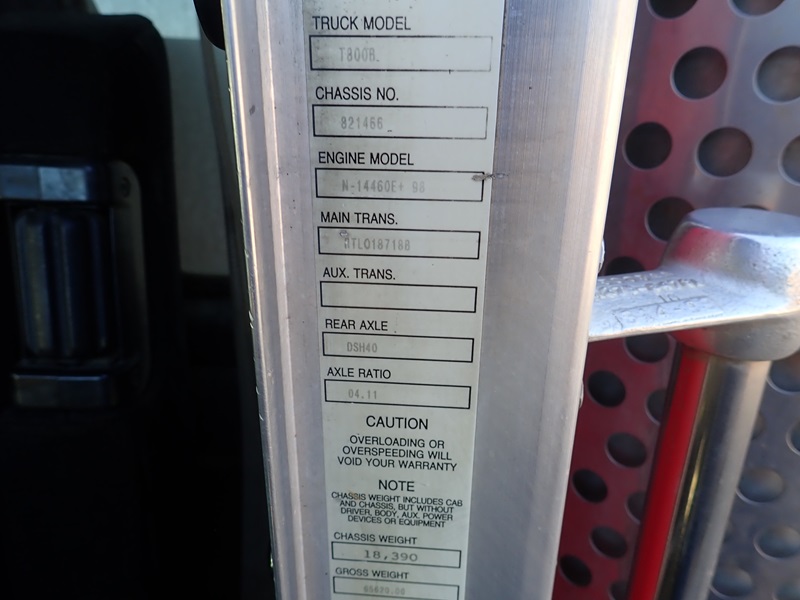 TRUCK MODEL
T800B
CHASSIS NO.
821466
ENGINE MODEL
N-14460E+ 98
MAIN TRANS.
AUX. TRANS.
REAR AXLE
DSH40
AXLE RATIO
04.11
CAUTION
OVERLOADING OR
OVERSPEEDING WILL
VOID YOUR WARRANTY
NOTE
CHASSIS WEIGHT INCLUDES CAB
AND CHASSIS, BUT WITHOUT
DRIVER, BODY, AUX. POWER
DEVICES OR EQUIPMENT
CHASSIS WEIGHT
18,390
GROSS WEIGHT